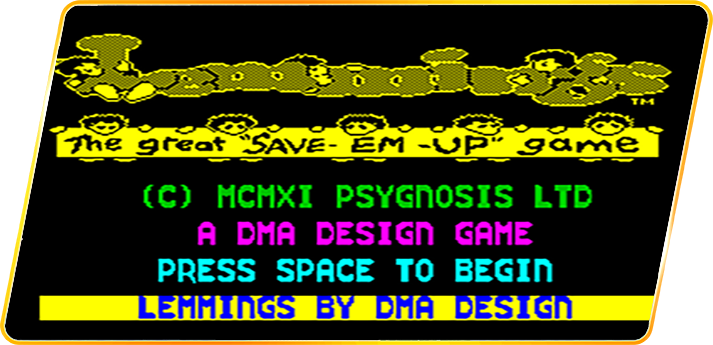 Lemmings
TM
The great "SAVE-EM-UP" game
(C) MCMXI PSYGNOSIS LTD
A DMA DESIGN GAME
PRESS SPACE TO BEGIN
LEMMINGS BY DMA DESIGN